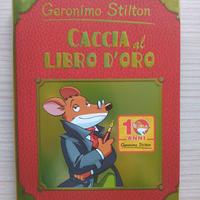 Geronimo Stilton
CACCIA al
LIBRO D'ORO
10
ANNI
Geronimo Stilton